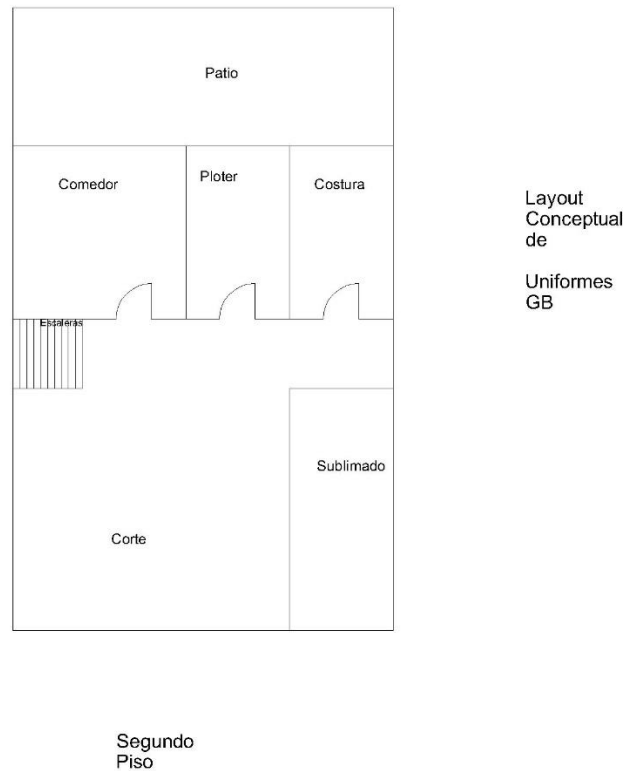 Patio
Comedor
Ploter
Costura
Layout
Conceptual
de
Uniformes
GB
Escaleras
Sublimado
Corte
Segundo
Piso